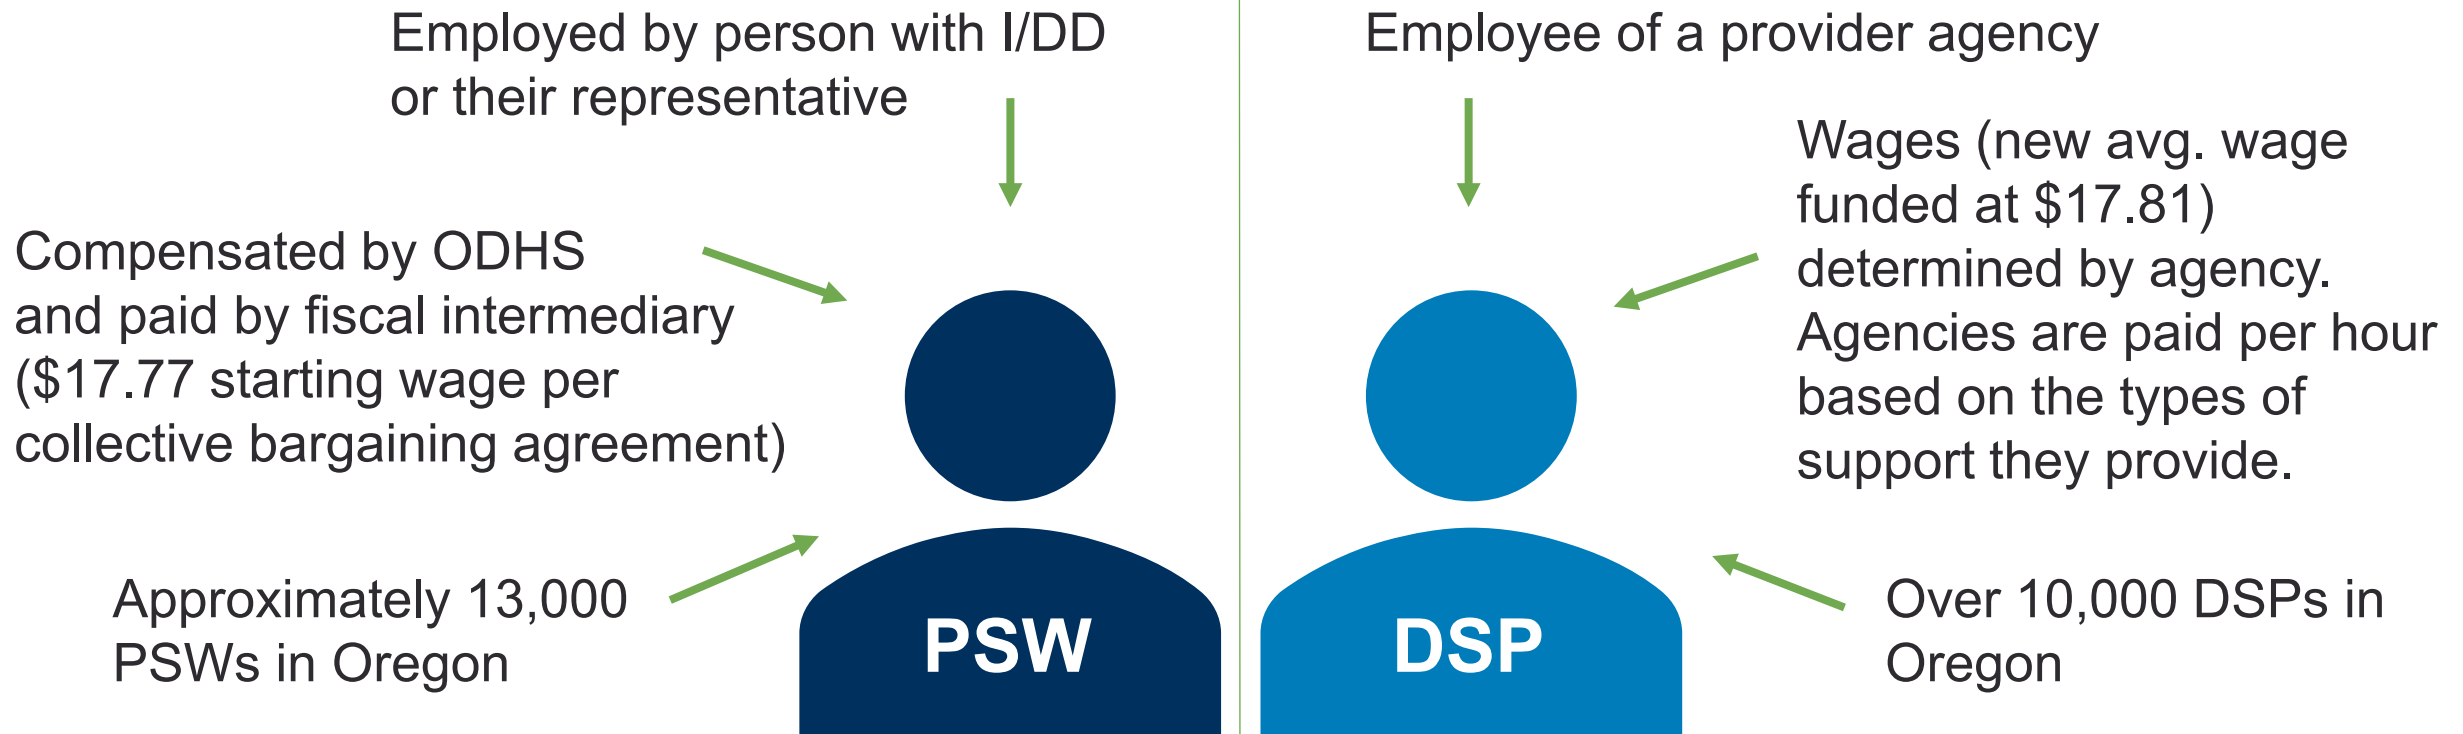 Employed by person with I/DD
or their representative
Compensated by ODHS
and paid by fiscal intermediary
($17.77 starting wage per
collective bargaining agreement)
Approximately 13,000
PSWs in Oregon
PSW
Employee of a provider agency
Wages (new avg. wage
funded at $17.81)
determined by agency.
Agencies are paid per hour
based on the types of
support they provide.
Over 10,000 DSPs in
Oregon
DSP